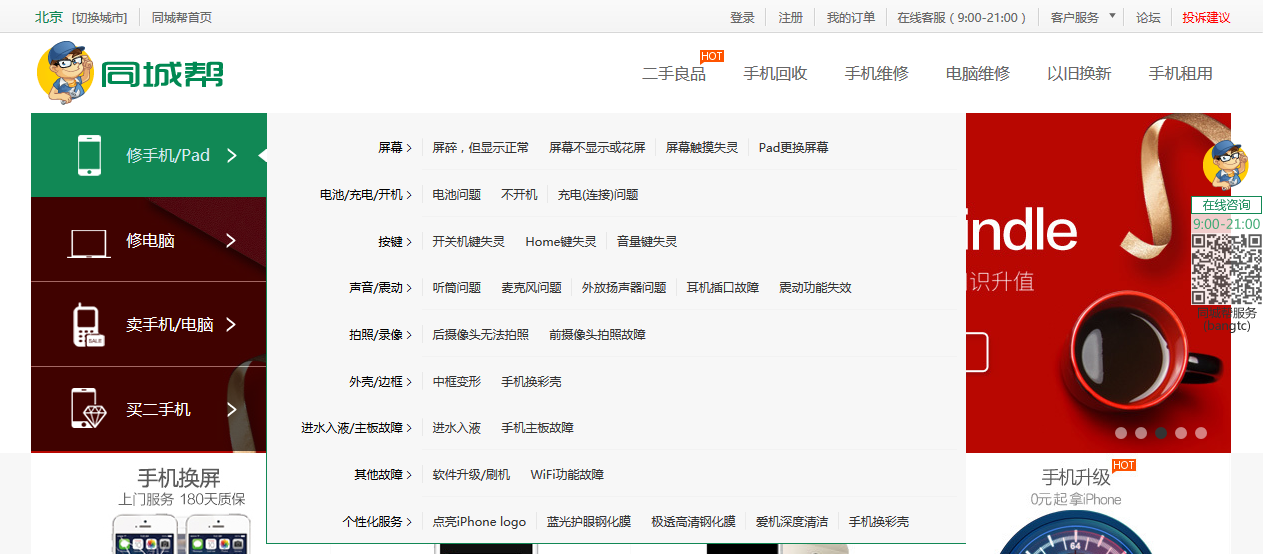 北京 [切换城市] 同城帮首页 登录 注册 我的订单 在线客服（9:00-21:00） 客户服务 论坛 投诉建议
同城帮 二手良品 HOT 手机回收 手机维修 电脑维修 以旧换新 手机租用
修手机/Pad
修电脑
卖手机/电脑
SALE
买二手机
屏幕 屏碎，但显示正常 屏幕不显示或花屏 屏幕触摸失灵 Pad更换屏幕
电池/充电/开机 电池问题 不开机 充电(连接)问题
按键 开关机键失灵 Home键失灵 音量键失灵
声音/震动 听筒问题 麦克风问题 外放扬声器问题 耳机插口故障 震动功能失效
拍照/录像 后摄像头无法拍照 前摄像头拍照故障
外壳/边框 中框变形 手机换彩壳
进水入液/主板故障 进水入液 手机主板故障
其他故障 软件升级/刷机 WiFi功能故障
个性化服务 点亮iPhone logo 蓝光护眼钢化膜 极透高清钢化膜 爱机深度清洁 手机换彩壳
indle
识升值
在线咨询
9:00-21:00
(bangtc)
手机换屏
上门服务 180天质保
手机升级 HOT
0元起拿iPhone
64